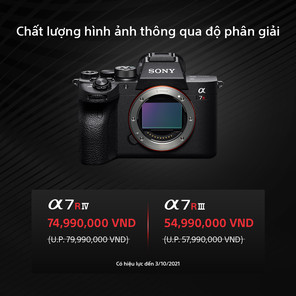 Chất lượng hình ảnh thông qua độ phân giải
SONY
α
7R
α7RIV
74,990,000 VND
(U.P. 79,990,000 VND)
α7RIII
54,990,000 VND
(U.P. 57,990,000 VND)
Có hiệu lực đến 3/10/2021